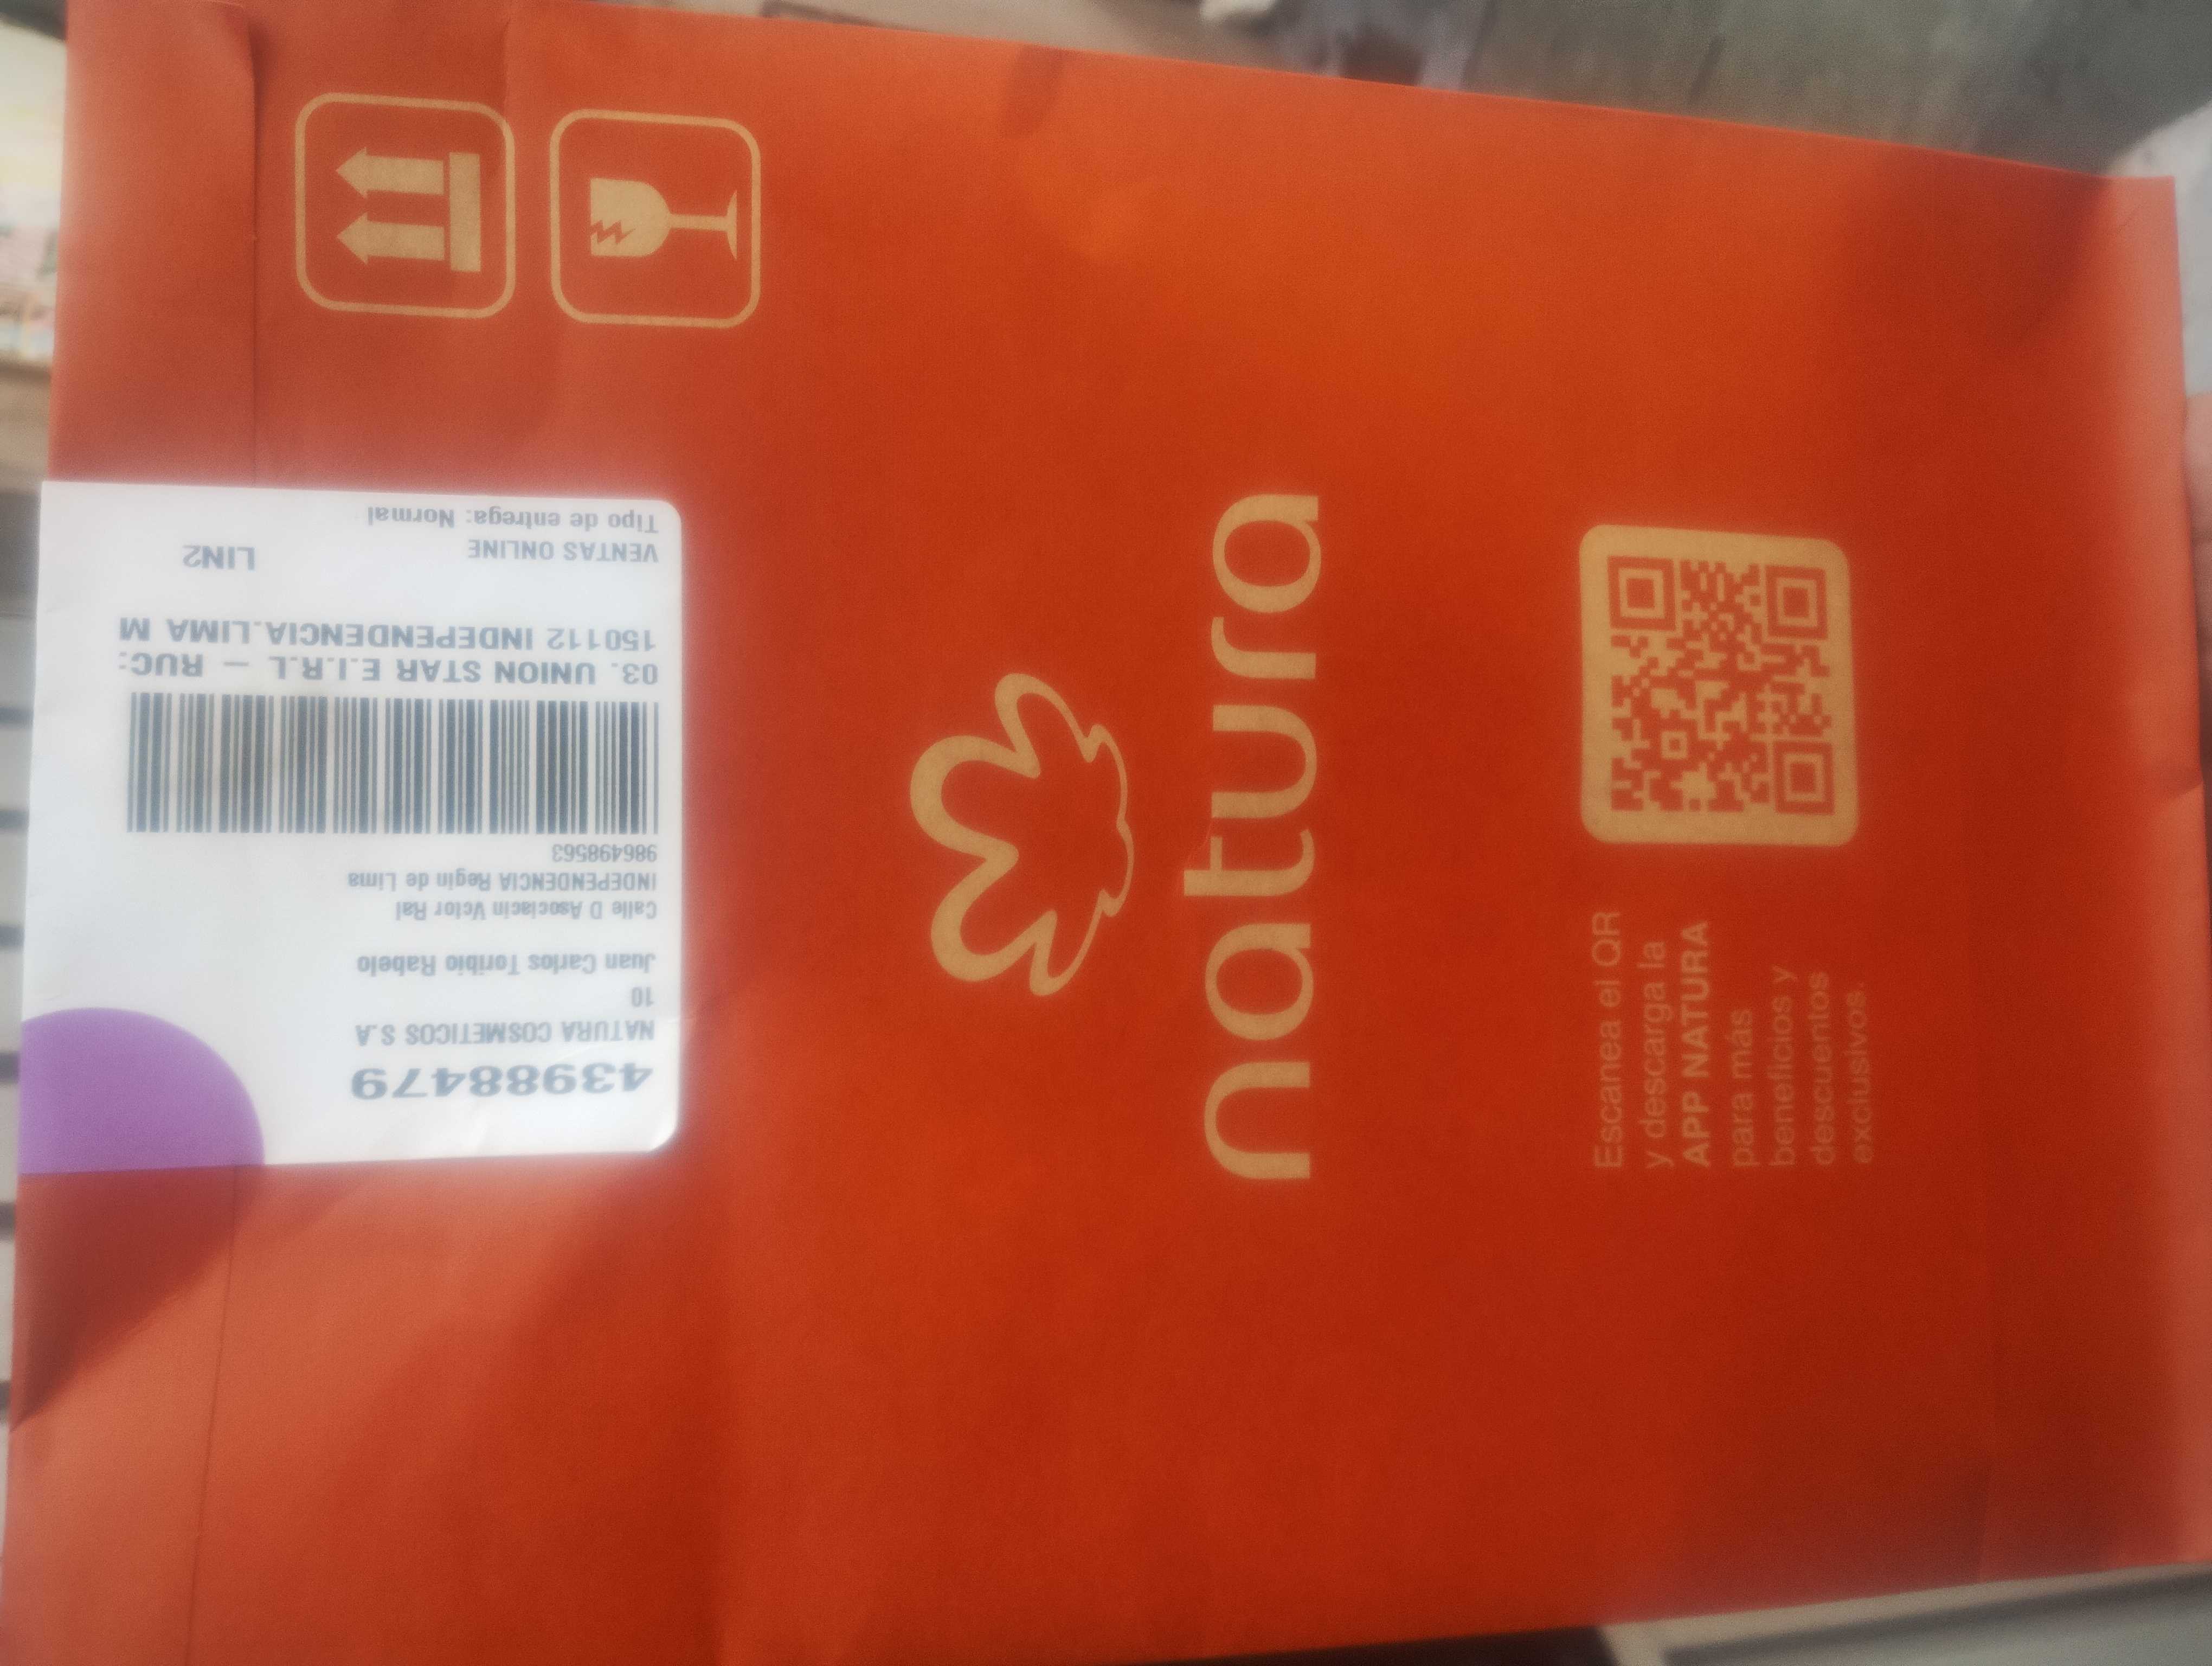 43988479
NATURA COSMETICOS S.A
10
Juan Carlos Toribio Rabelo
Calle D Asociacin Vctor Ral
INDEPENDENCIA Regin de Lima
986498563
03. UNION STAR E.I.R.L - RUC:
150112 INDEPENDENCIA.LIMA M
VENTAS ONLINE LIN2
Tipo de entrega: Normal
natura
Escanea el QR
y descarga la
APP NATURA
para más
beneficios y
descuentos
exclusivos.